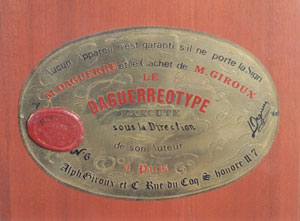 Aucun Appareil n'est garanti s'il ne porte la Sign
M. DAGUERRE et le Cachet de M. GIROUX
LE
DAGUERREOTYPE
sous la Direction
de son Auteur
à Paris
Alph Giroux et C. Rue du Coq S. honoré N. 7